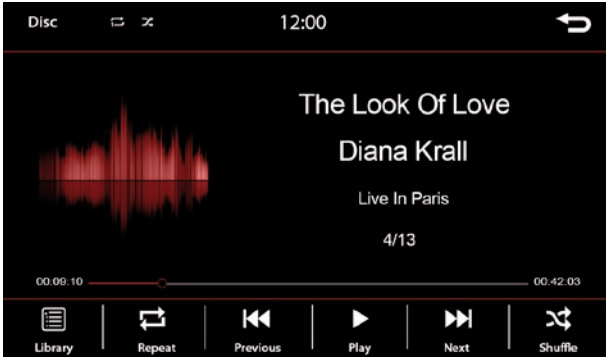 Disc 12:00
The Look Of Love
Diana Krall
Live In Paris
4/13
00:09:10 00:42:03
Library Repeat Previous Play Next Shuffle